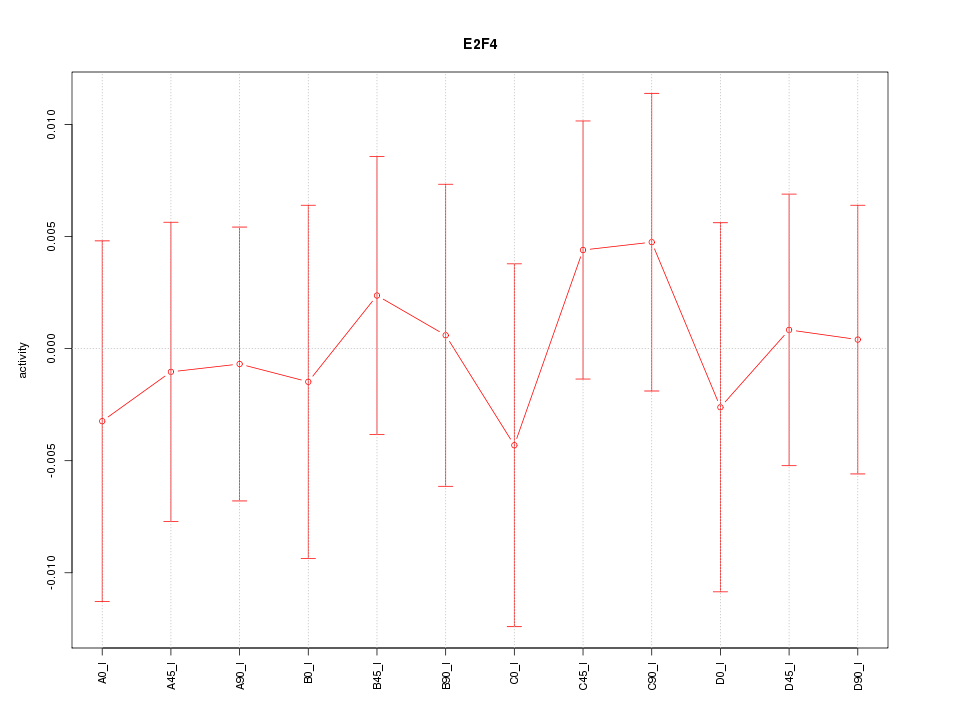 E2F4
activity
0.010
0.005
0.000
-0.005
-0.010
A0_I
A45_I
A90_I
B0_I
B45_I
B90_I
C0_I
C45_I
C90_I
D0_I
D45_I
D90_I